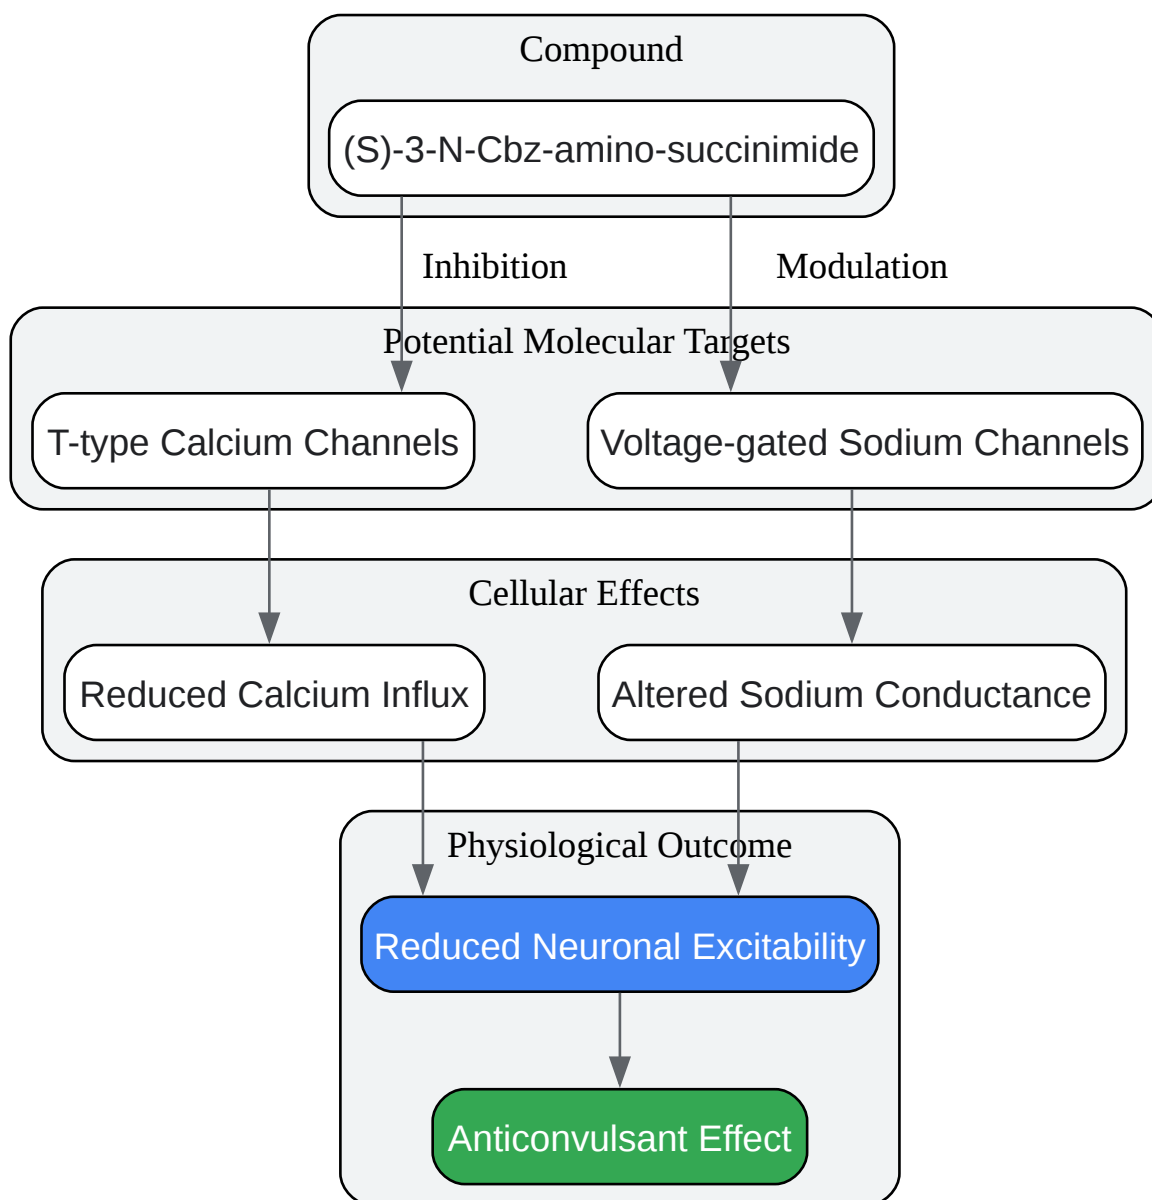 Compound
(S)-3-N-Cbz-amino-succinimide
Inhibition
Modulation
Potential Molecular Targets
T-type Calcium Channels
Voltage-gated Sodium Channels
Cellular Effects
Reduced Calcium Influx
Altered Sodium Conductance
Physiological Outcome
Reduced Neuronal Excitability
Anticonvulsant Effect